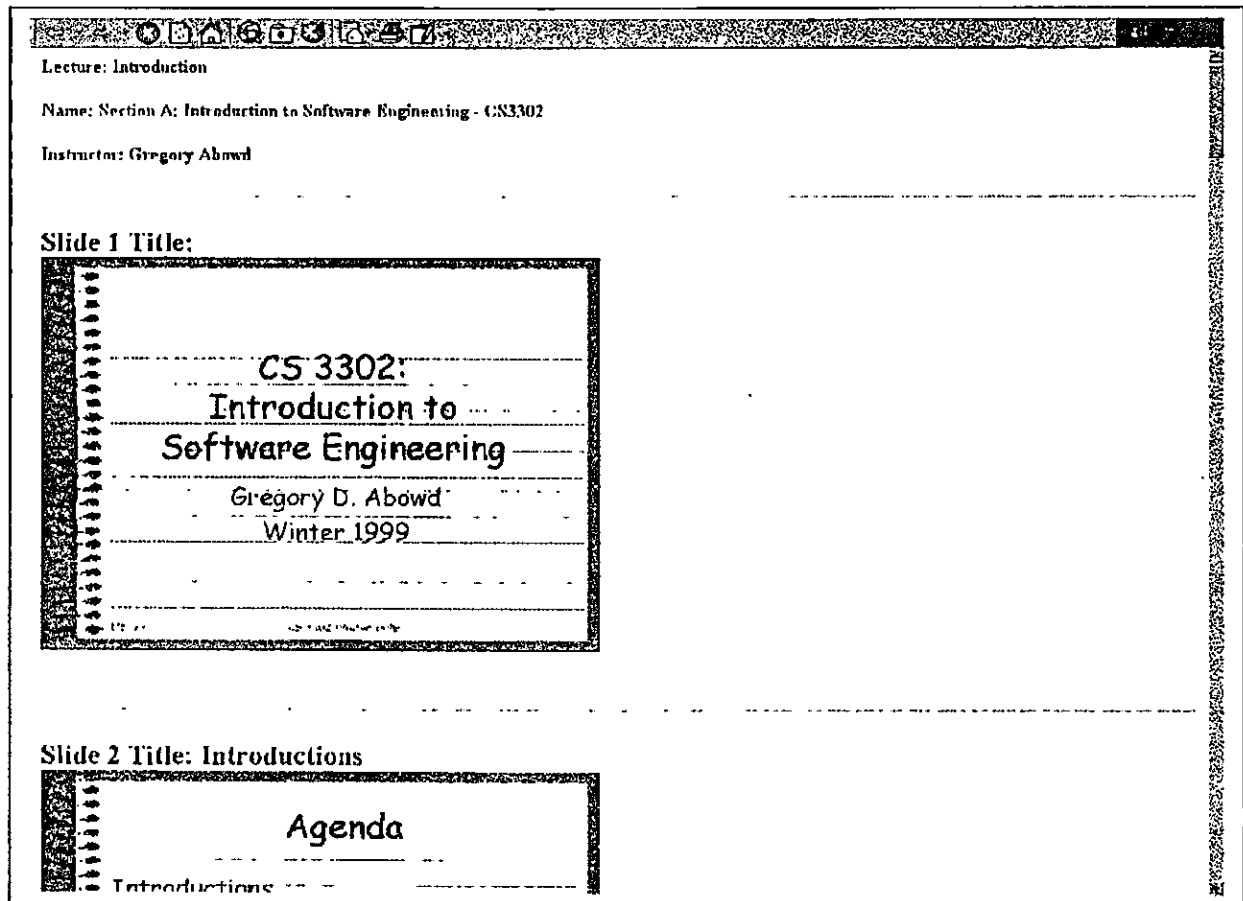 Lecture: Introduction
Name: Section A: Introduction to Software Engineering - CS3302
Instructor: Gregory Abowd
Slide 1 Title:
CS 3302:
Introduction to
Software Engineering
Gregory D. Abowd
Winter 1999
Slide 2 Title: Introductions
Agenda
Introductions